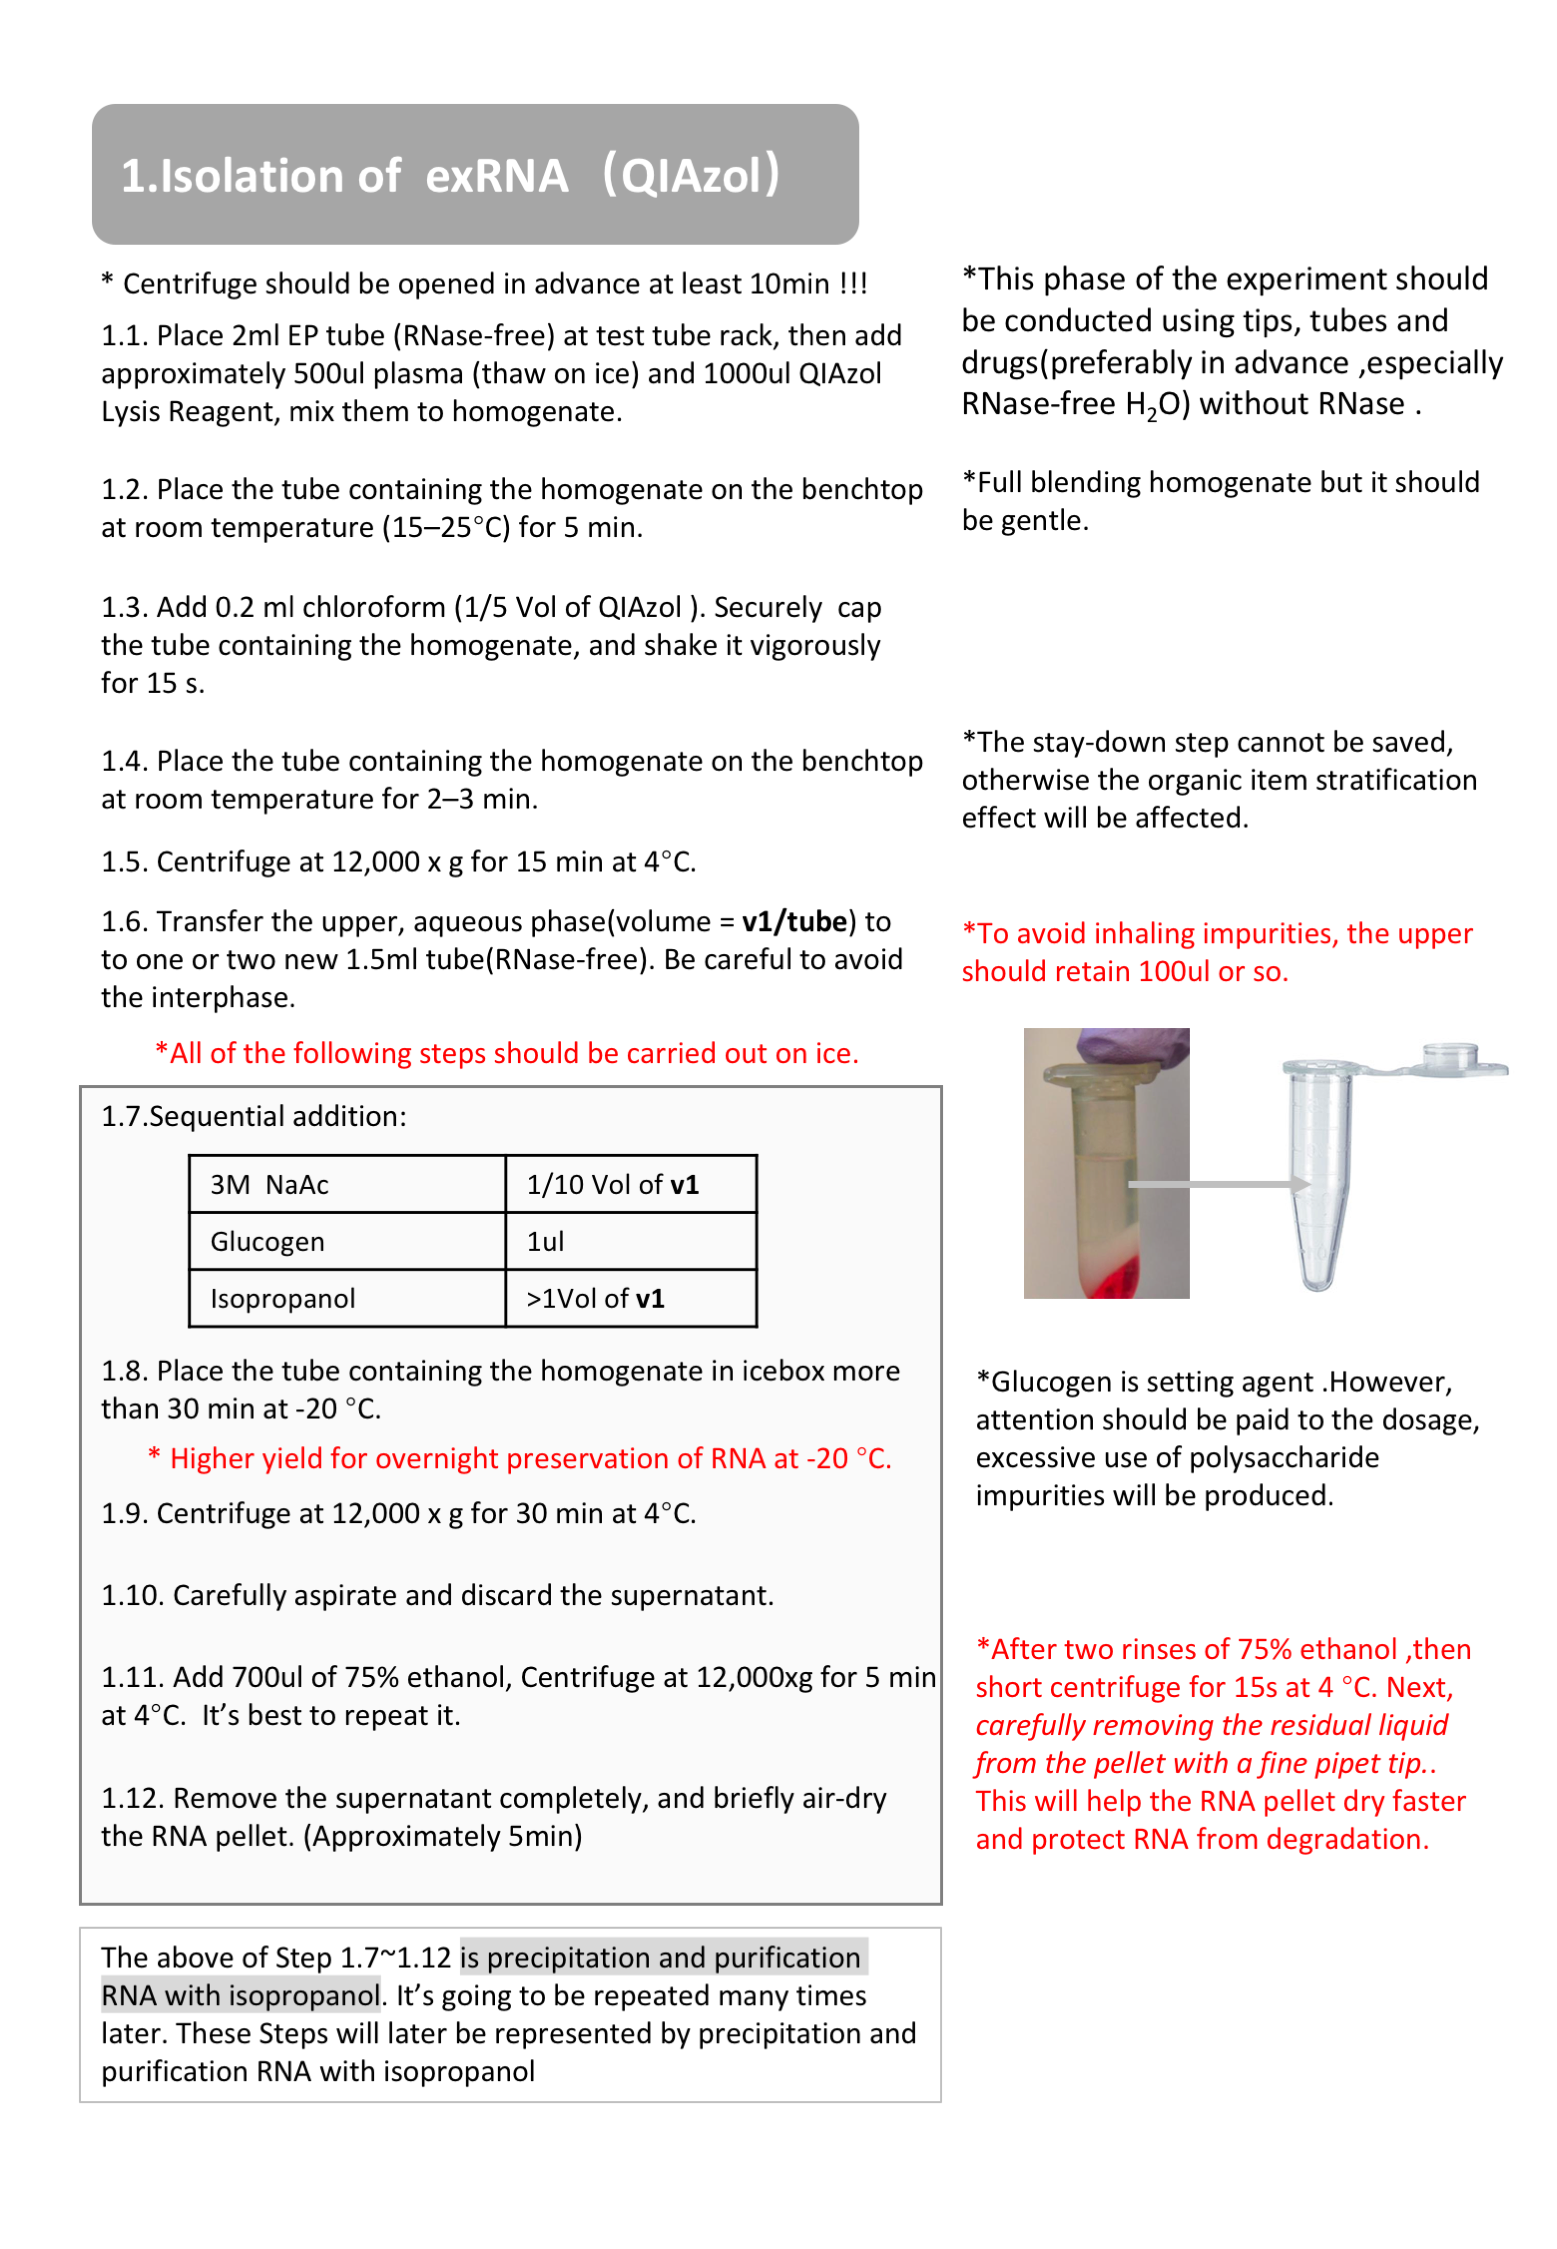 1.Isolation of exRNA (QIAzol)
* Centrifuge should be opened in advance at least 10min !!!
1.1. Place 2ml EP tube (RNase-free) at test tube rack, then add
approximately 500ul plasma (thaw on ice) and 1000ul QIAzol
Lysis Reagent, mix them to homogenate.
1.2. Place the tube containing the homogenate on the benchtop
at room temperature (15–25°C) for 5 min.
1.3. Add 0.2 ml chloroform (1/5 Vol of QIAzol ). Securely cap
the tube containing the homogenate, and shake it vigorously
for 15 s.
1.4. Place the tube containing the homogenate on the benchtop
at room temperature for 2–3 min.
1.5. Centrifuge at 12,000 x g for 15 min at 4°C.
1.6. Transfer the upper, aqueous phase(volume = v1/tube) to
to one or two new 1.5ml tube(RNase-free). Be careful to avoid
the interphase.
*All of the following steps should be carried out on ice.
1.7.Sequential addition:
3M NaAc 1/10 Vol of v1
Glucogen 1ul
Isopropanol >1Vol of v1
1.8. Place the tube containing the homogenate in icebox more
than 30 min at -20 °C.
* Higher yield for overnight preservation of RNA at -20 °C.
1.9. Centrifuge at 12,000 x g for 30 min at 4°C.
1.10. Carefully aspirate and discard the supernatant.
1.11. Add 700ul of 75% ethanol, Centrifuge at 12,000xg for 5 min
at 4°C. It’s best to repeat it.
1.12. Remove the supernatant completely, and briefly air-dry
the RNA pellet. (Approximately 5min)
The above of Step 1.7~1.12 is precipitation and purification
RNA with isopropanol. It’s going to be repeated many times
later. These Steps will later be represented by precipitation and
purification RNA with isopropanol
*This phase of the experiment should
be conducted using tips, tubes and
drugs(preferably in advance ,especially
RNase-free H₂O) without RNase .
*Full blending homogenate but it should
be gentle.
*The stay-down step cannot be saved,
otherwise the organic item stratification
effect will be affected.
*To avoid inhaling impurities, the upper
should retain 100ul or so.
*Glucogen is setting agent .However,
attention should be paid to the dosage,
excessive use of polysaccharide
impurities will be produced.
*After two rinses of 75% ethanol ,then
short centrifuge for 15s at 4 °C. Next,
carefully removing the residual liquid
from the pellet with a fine pipet tip..
This will help the RNA pellet dry faster
and protect RNA from degradation.